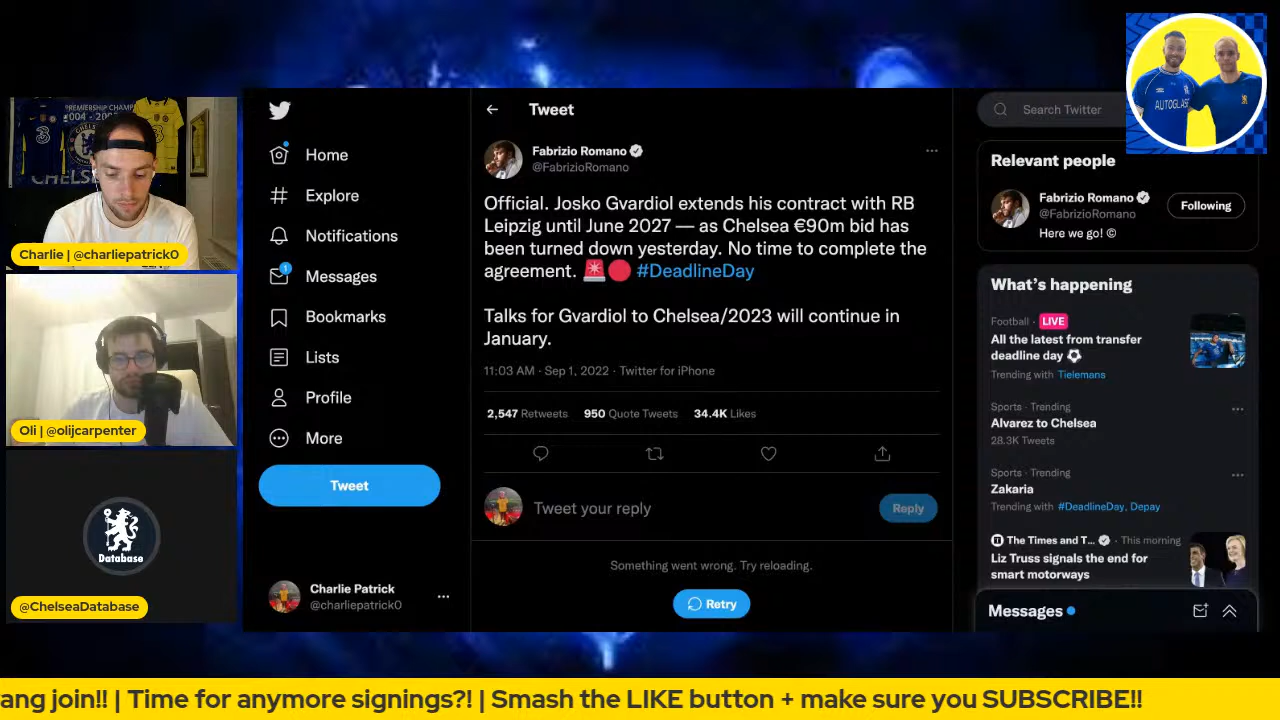 PREMIERSHIP CHAMP
CHELS
Charlie | @charliepatrick0
Oli | @olijcarpenter
Database
@ChelseaDatabase
Home
Explore
Notifications
1
Messages
Bookmarks
Lists
Profile
More
Tweet
Charlie Patrick
@charliepatrick0
Tweet
Fabrizio Romano
@FabrizioRomano
Official. Josko Gvardiol extends his contract with RB
Leipzig until June 2027 — as Chelsea €90m bid has
been turned down yesterday. No time to complete the
agreement. 🚨🔴 #DeadlineDay
Talks for Gvardiol to Chelsea/2023 will continue in
January.
11:03 AM · Sep 1, 2022 · Twitter for iPhone
2,547 Retweets 950 Quote Tweets 34.4K Likes
Tweet your reply
Reply
Something went wrong. Try reloading.
Retry
Search Twitter
AUTOGLASS
Relevant people
Fabrizio Romano
@FabrizioRomano
Following
Here we go! ©
What's happening
Football · LIVE
All the latest from transfer
deadline day ⚽
Trending with Tielemans
Sports · Trending
Alvarez to Chelsea
28.3K Tweets
Sports · Trending
Zakaria
Trending with #DeadlineDay, Depay
The Times and T... · This morning
Liz Truss signals the end for
smart motorways
Messages
ang join!! | Time for anymore signings?! | Smash the LIKE button + make sure you SUBSCRIBE!!